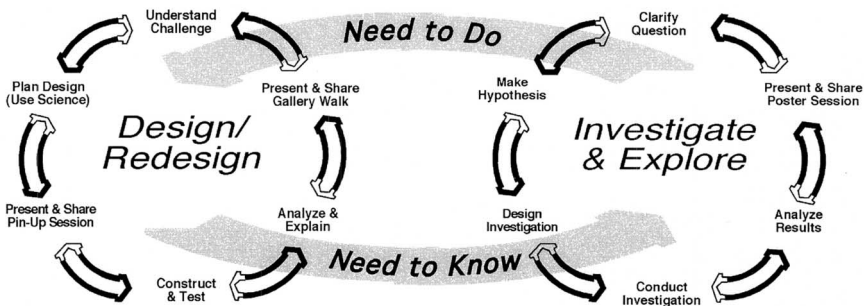 Understand
Challenge
Need to Do
Clarify
Question
Plan Design
(Use Science)
Present & Share
Gallery Walk
Make
Hypothesis
Present & Share
Poster Session
Design/
Redesign
Investigate
& Explore
Present & Share
Pin-Up Session
Analyze &
Explain
Design
Investigation
Analyze
Results
Need to Know
Construct
& Test
Conduct
Investigation